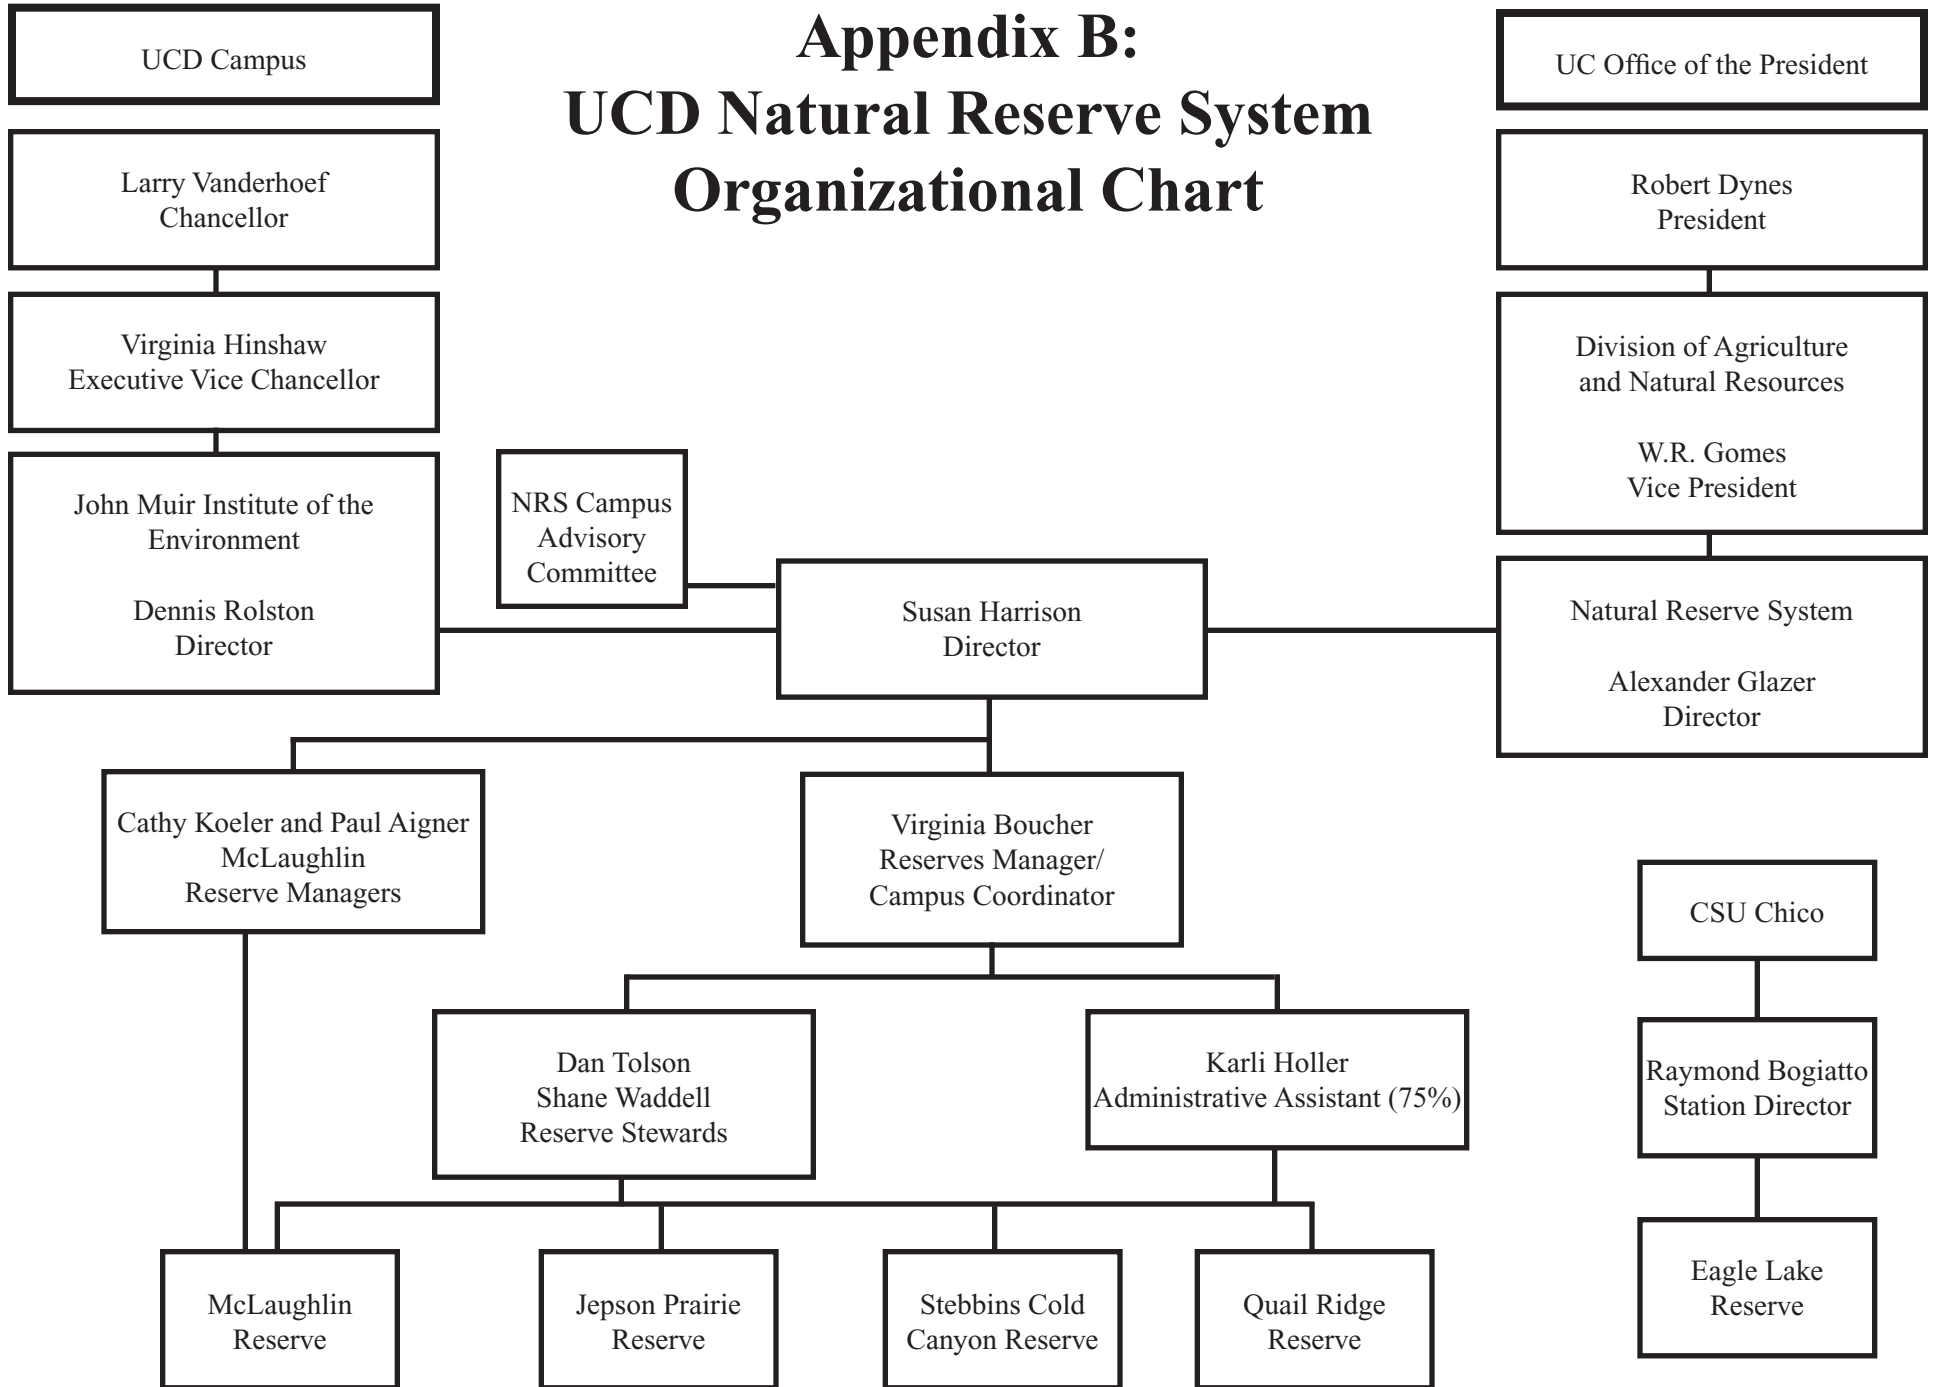 Appendix B:
UCD Natural Reserve System
Organizational Chart
UCD Campus
Larry Vanderhoef
Chancellor
Virginia Hinshaw
Executive Vice Chancellor
John Muir Institute of the
Environment
Dennis Rolston
Director
NRS Campus
Advisory
Committee
Susan Harrison
Director
UC Office of the President
Robert Dynes
President
Division of Agriculture
and Natural Resources
W.R. Gomes
Vice President
Natural Reserve System
Alexander Glazer
Director
Cathy Koeler and Paul Aigner
McLaughlin
Reserve Managers
Virginia Boucher
Reserves Manager/
Campus Coordinator
Dan Tolson
Shane Waddell
Reserve Stewards
Karli Holler
Administrative Assistant (75%)
McLaughlin
Reserve
Jepson Prairie
Reserve
Stebbins Cold
Canyon Reserve
Quail Ridge
Reserve
CSU Chico
Raymond Bogiatto
Station Director
Eagle Lake
Reserve